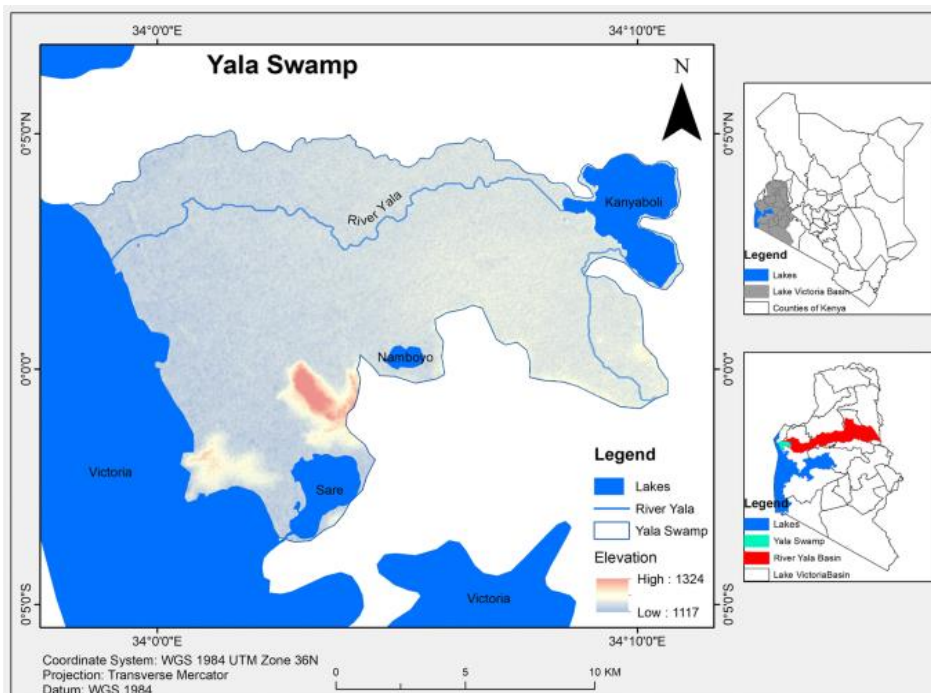 34°0'0"E
34°10'0"E
Yala Swamp
N
0°5'0"N
0°5'0"N
River Yala
Kanyaboli
Namboyo
0°0'0"
0°0'0"
Victoria
Sare
Victoria
0°5'0"S
0°5'0"S
Legend
Lakes
River Yala
Yala Swamp
Elevation
High : 1324
Low : 1117
34°0'0"E
34°10'0"E
Coordinate System: WGS 1984 UTM Zone 36N
Projection: Transverse Mercator
Datum: WGS 1984
0 5 10 KM
Legend
Lakes
Lake Victoria Basin
Counties of Kenya
Legend
Lakes
Yala Swamp
River Yala Basin
Lake VictoriaBasin